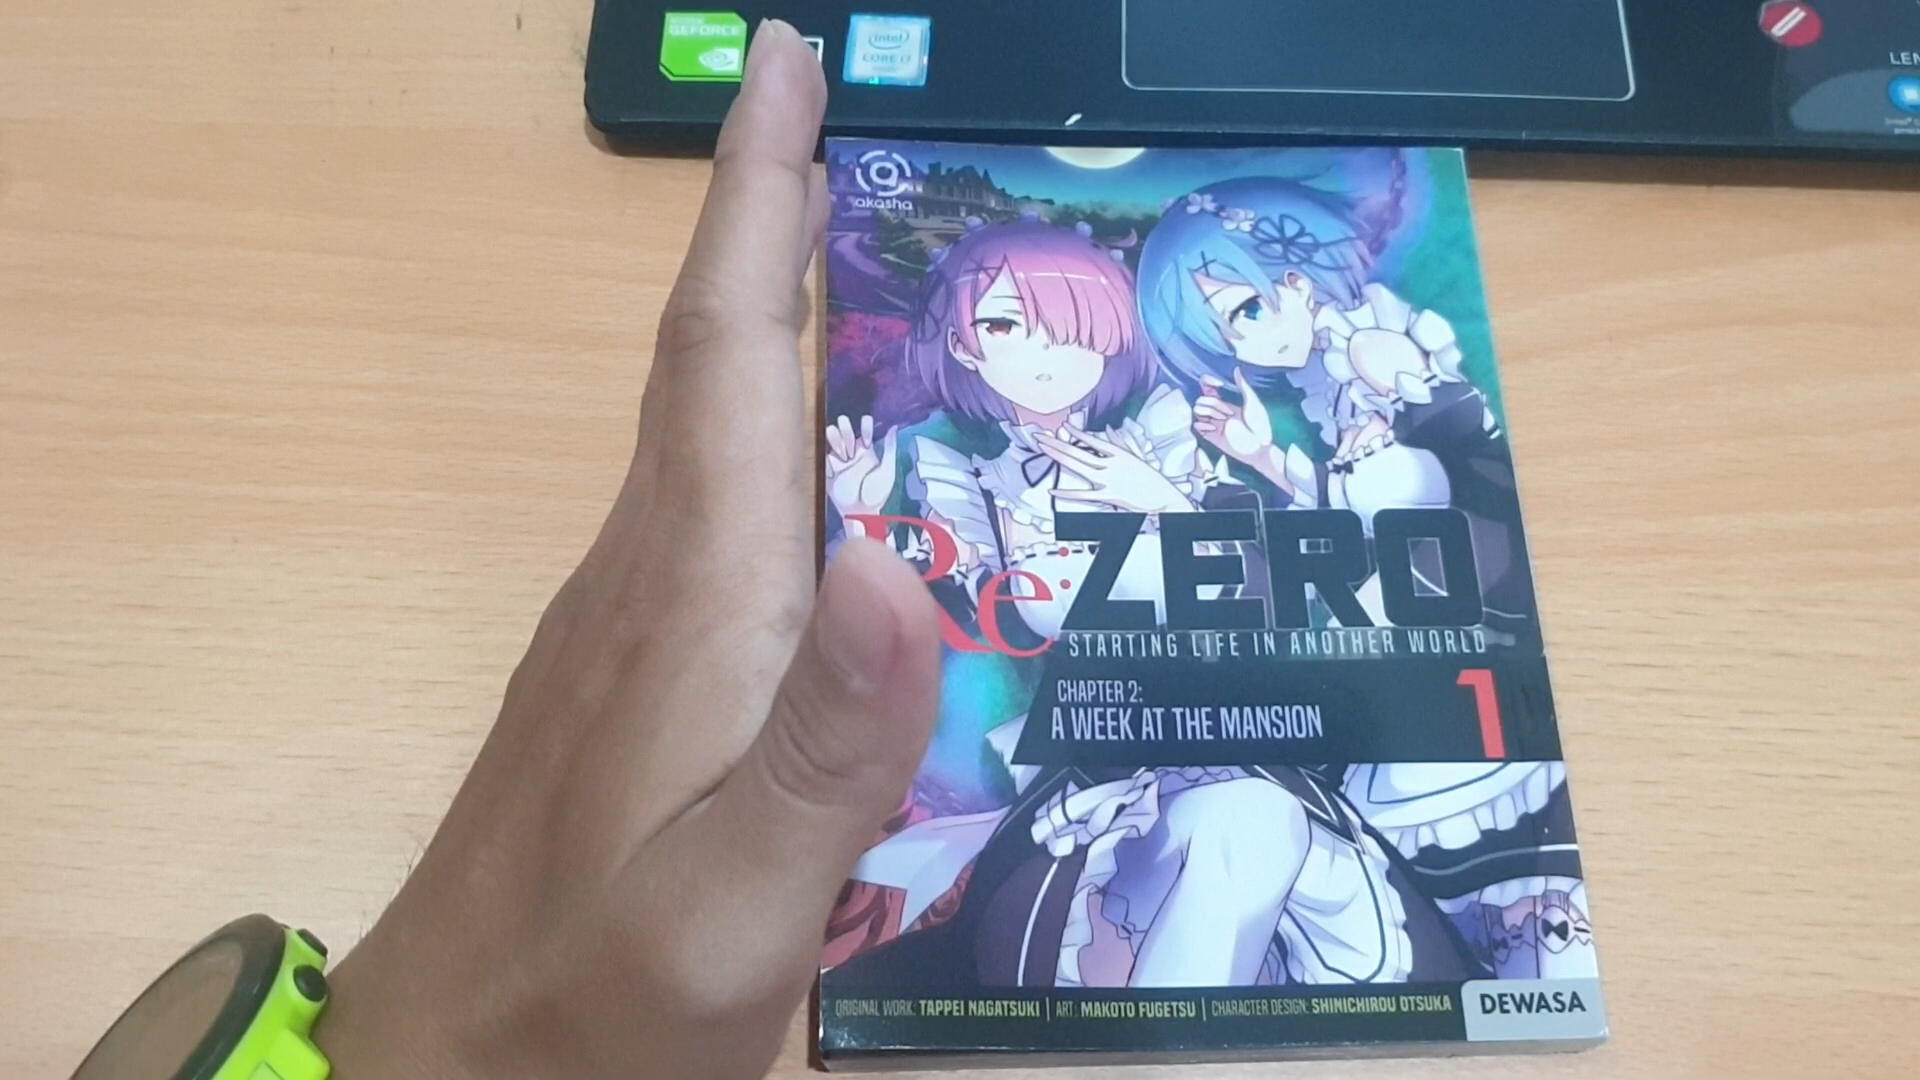 GEFORCE
intel
CORE i7
LEN
akasha
Re:ZERO
STARTING LIFE IN ANOTHER WORLD
CHAPTER 2:
A WEEK AT THE MANSION
1
ORIGINAL WORK: TAPPEI NAGATSUKI | ART: MAKOTO FUGETSU | CHARACTER DESIGN: SHINICHIROU OTSUKA
DEWASA